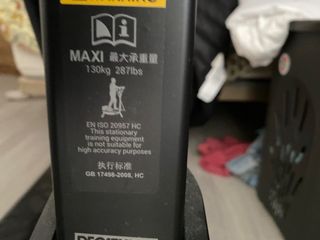 WARNING
MAXI 最大承重量
130kg 287lbs
EN ISO 20957 HC
This stationary
training equipment
is not suitable for
high accuracy purposes
执行标准
GB 17498-2008, HC